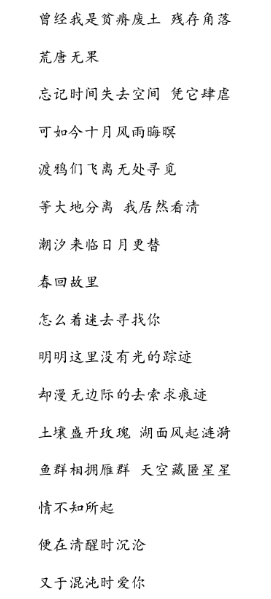 曾经我是贫瘠废土 残存角落
荒唐无果
忘记时间失去空间 凭它肆虐
可如今十月风雨晦暝
渡鸦们飞离无处寻觅
等大地分离 我居然看清
潮汐来临日月更替
春回故里
怎么着迷去寻找你
明明这里没有光的踪迹
却漫无边际的去索求痕迹
土壤盛开玫瑰 湖面风起涟漪
鱼群相拥雁群 天空藏匿星星
情不知所起
便在清醒时沉沦
又于混沌时爱你